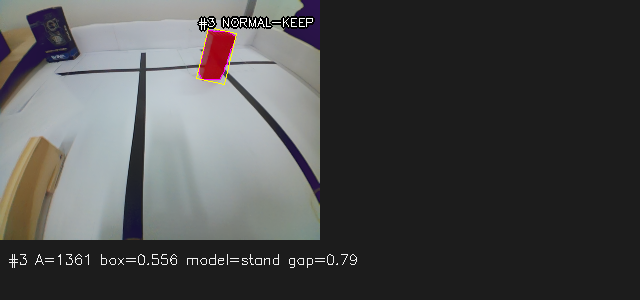 #3 NORMAL-KEEP
#3 A=1361 box=0.556 model=stand gap=0.79